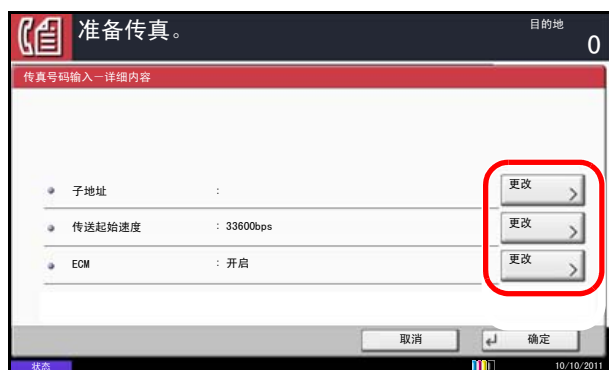 准备传真。
目的地
0
传真号码输入－详细内容
子地址 : 更改
传送起始速度 : 33600bps 更改
ECM : 开启 更改
取消 确定
状态 10/10/2011